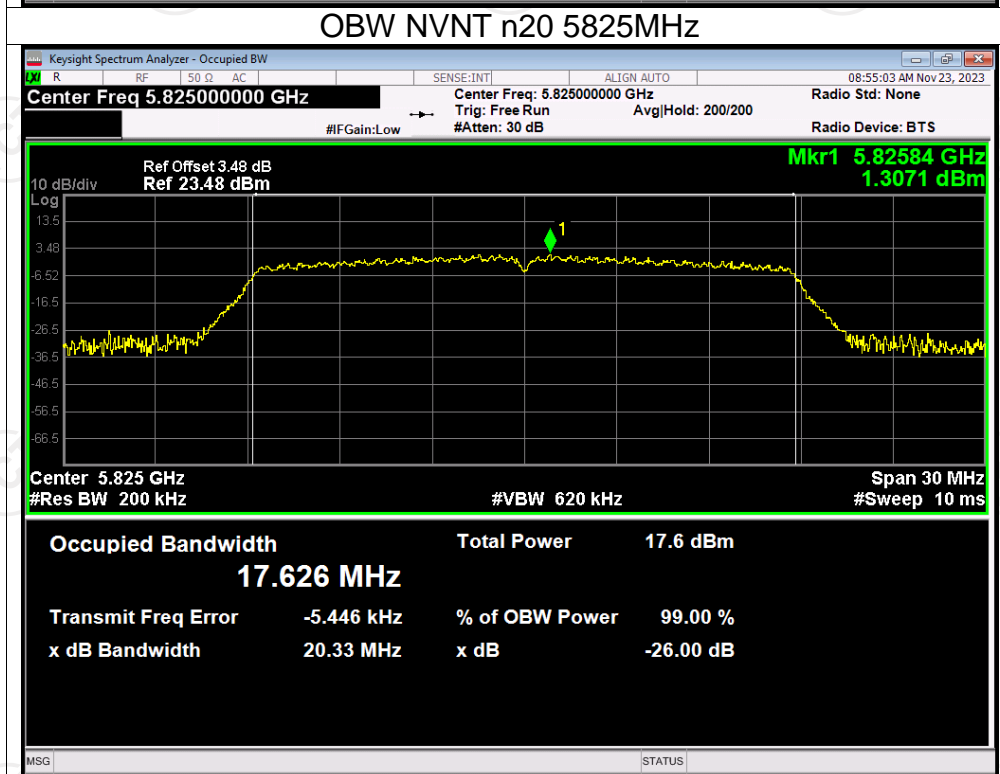 OBW NVNT n20 5825MHz
Keysight Spectrum Analyzer - Occupied BW
LXI R RF 50 Ω AC SENSE:INT ALIGN AUTO 08:55:03 AM Nov 23, 2023
Center Freq 5.825000000 GHz Center Freq: 5.825000000 GHz Radio Std: None
Trig: Free Run Avg|Hold: 200/200
#IFGain:Low #Atten: 30 dB Radio Device: BTS
Ref Offset 3.48 dB Mkr1 5.82584 GHz
10 dB/div Ref 23.48 dBm 1.3071 dBm
Log
13.5
1
3.48
-6.52
-16.5
-26.5
-36.5
-46.5
-56.5
-66.5
Center 5.825 GHz Span 30 MHz
#Res BW 200 kHz #VBW 620 kHz #Sweep 10 ms
Occupied Bandwidth Total Power 17.6 dBm
17.626 MHz
Transmit Freq Error -5.446 kHz % of OBW Power 99.00 %
x dB Bandwidth 20.33 MHz x dB -26.00 dB
MSG STATUS